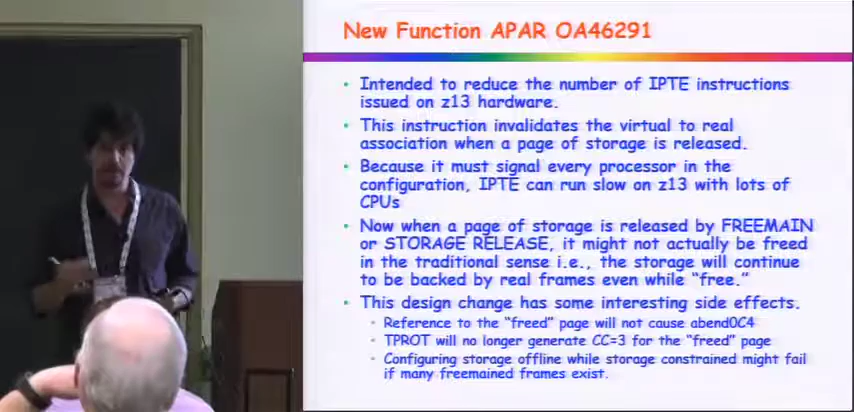 New Function APAR OA46291
• Intended to reduce the number of IPTE instructions
issued on z13 hardware.
• This instruction invalidates the virtual to real
association when a page of storage is released.
• Because it must signal every processor in the
configuration, IPTE can run slow on z13 with lots of
CPUs
• Now when a page of storage is released by FREEMAIN
or STORAGE RELEASE, it might not actually be freed
in the traditional sense i.e., the storage will continue
to be backed by real frames even while “free.”
• This design change has some interesting side effects.
• Reference to the “freed” page will not cause abend0C4
• TPROT will no longer generate CC=3 for the “freed” page
• Configuring storage offline while storage constrained might fail
if many freemained frames exist.